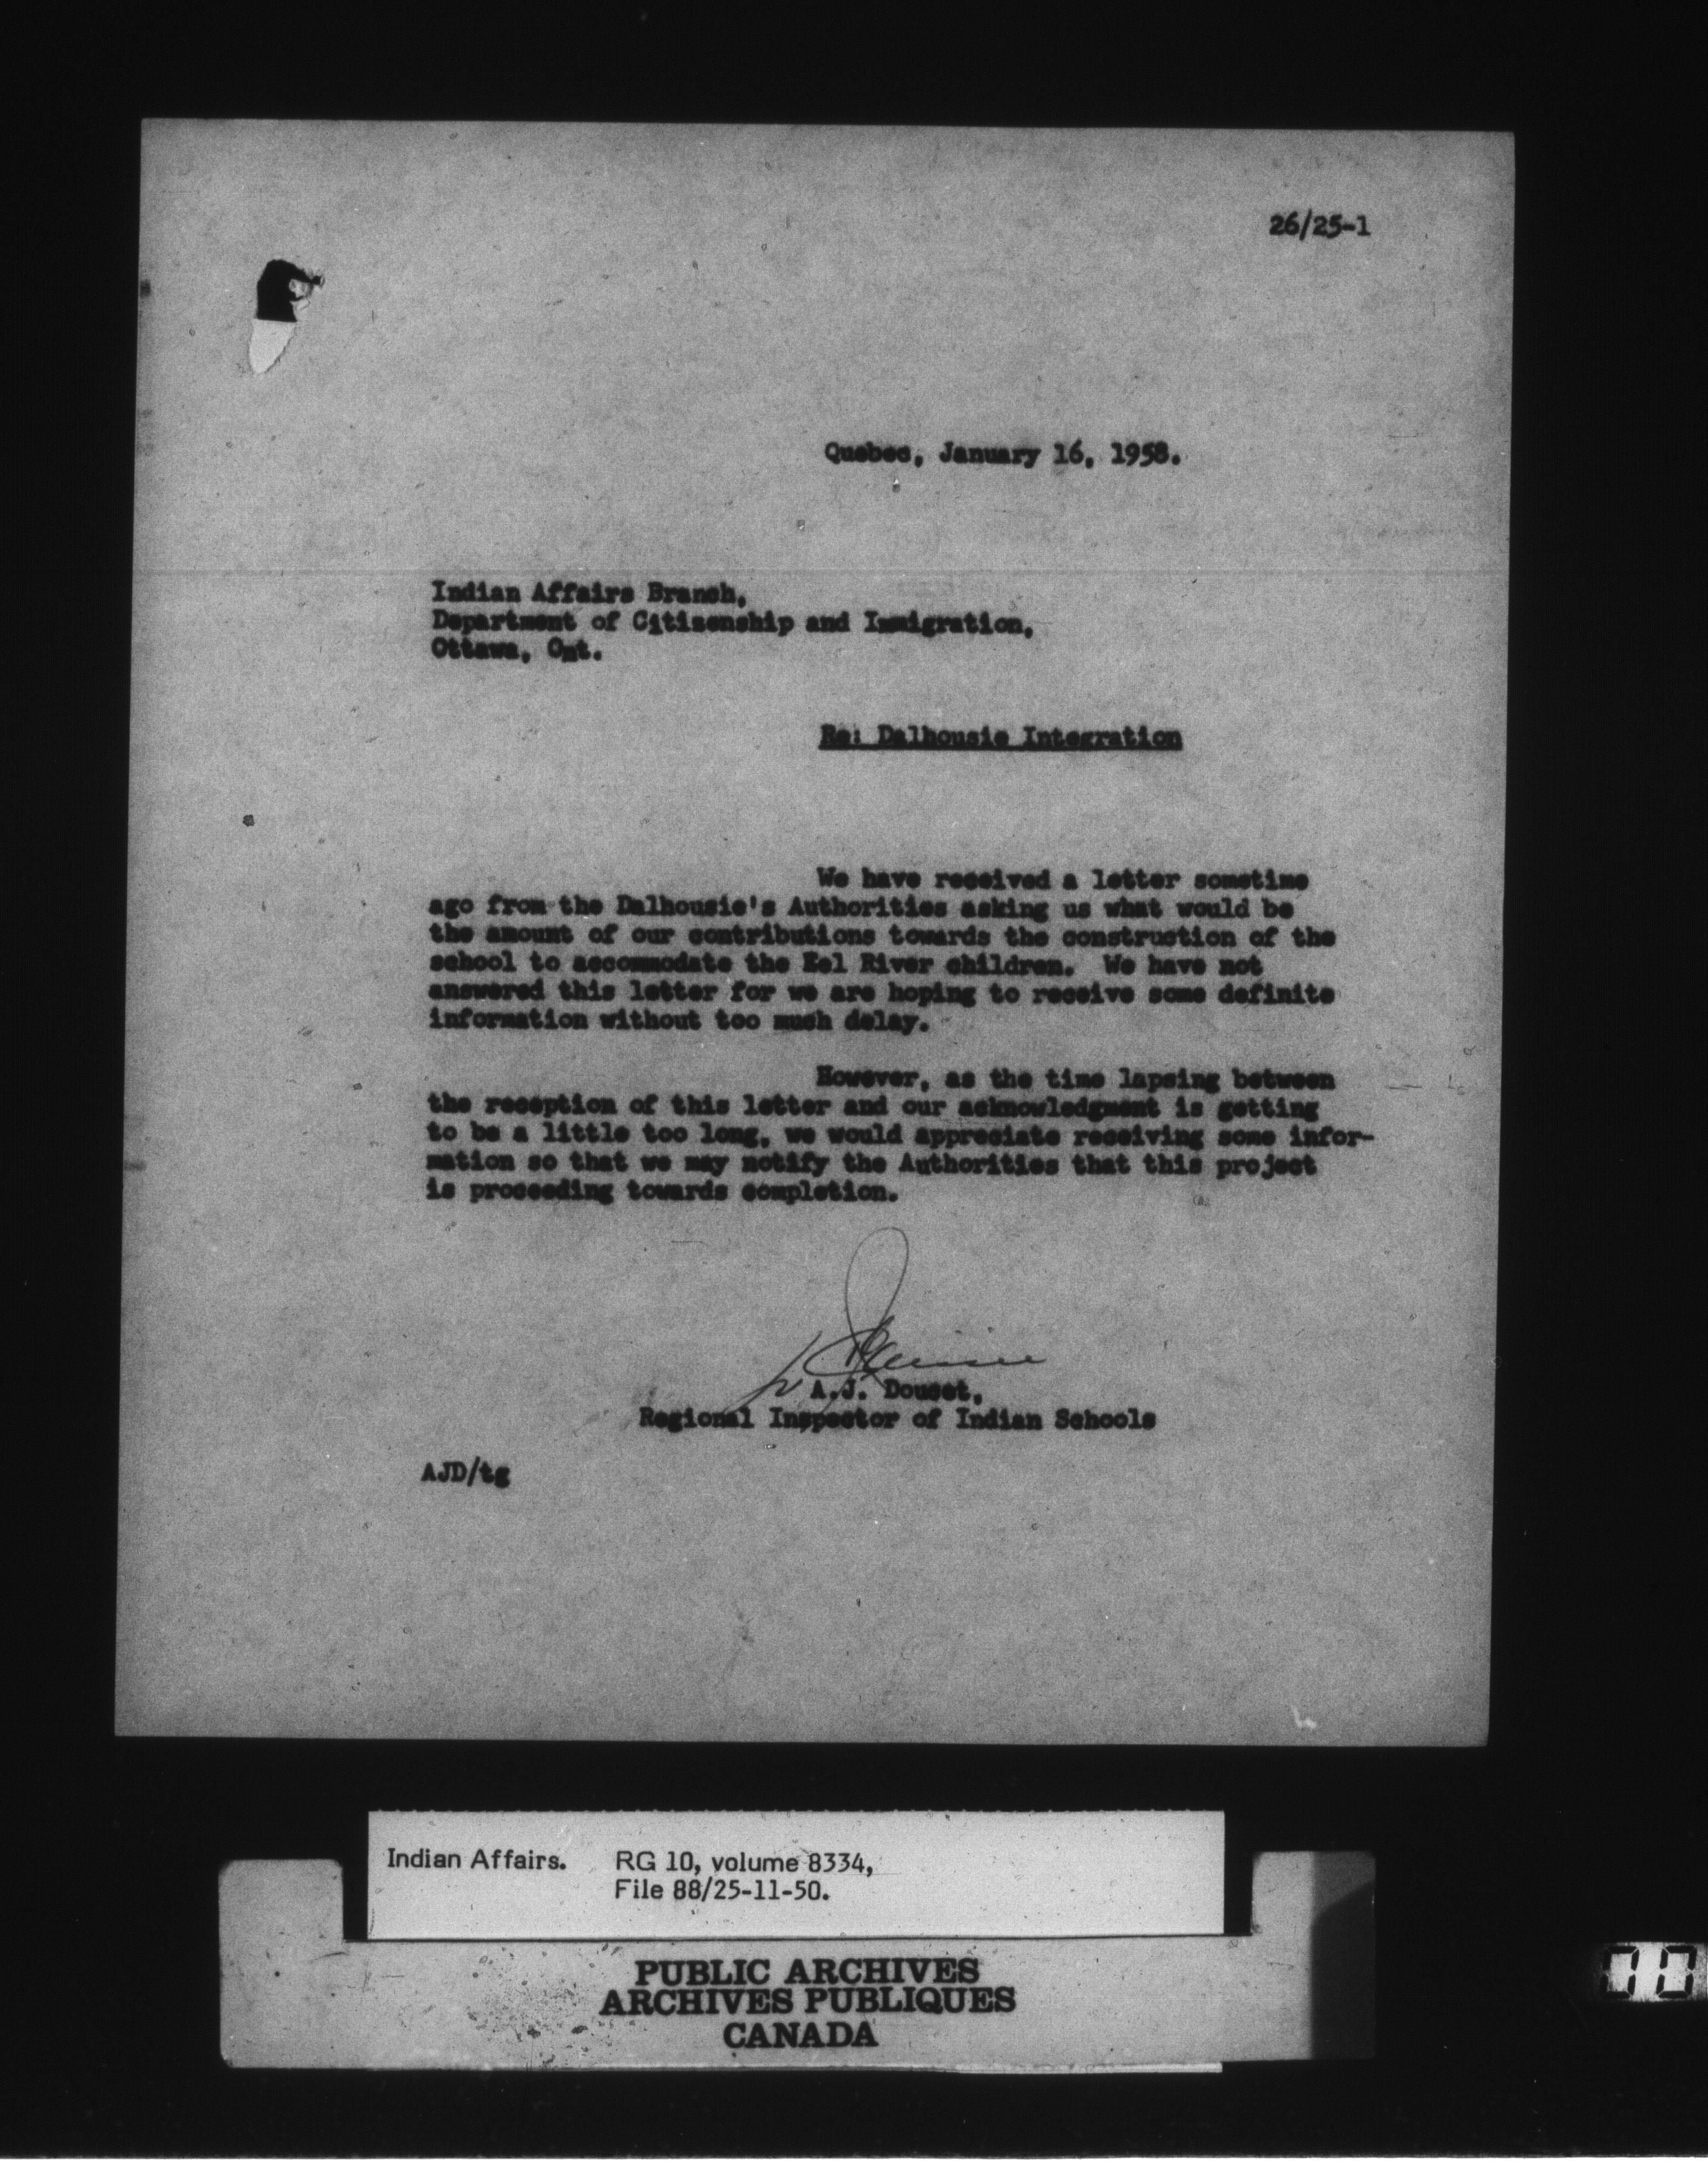 26/25-1
Quebec, January 16, 1958.
Indian Affairs Branch,
Department of Citizenship and Immigration,
Ottawa, Ont.
Re: Dalhousie Integration
We have received a letter sometime
ago from the Dalhousie's Authorities asking us what would be
the amount of our contributions towards the construction of the
school to accommodate the Eel River children. We have not
answered this letter for we are hoping to receive some definite
information without too much delay.
However, as the time lapsing between
the reception of this letter and our acknowledgment is getting
to be a little too long, we would appreciate receiving some infor-
mation so that we may notify the Authorities that this project
is proceeding towards completion.
A.J. Doucet,
Regional Inspector of Indian Schools
AJD/tg
Indian Affairs. RG 10, volume 8334,
File 88/25-11-50.
PUBLIC ARCHIVES
ARCHIVES PUBLIQUES
CANADA